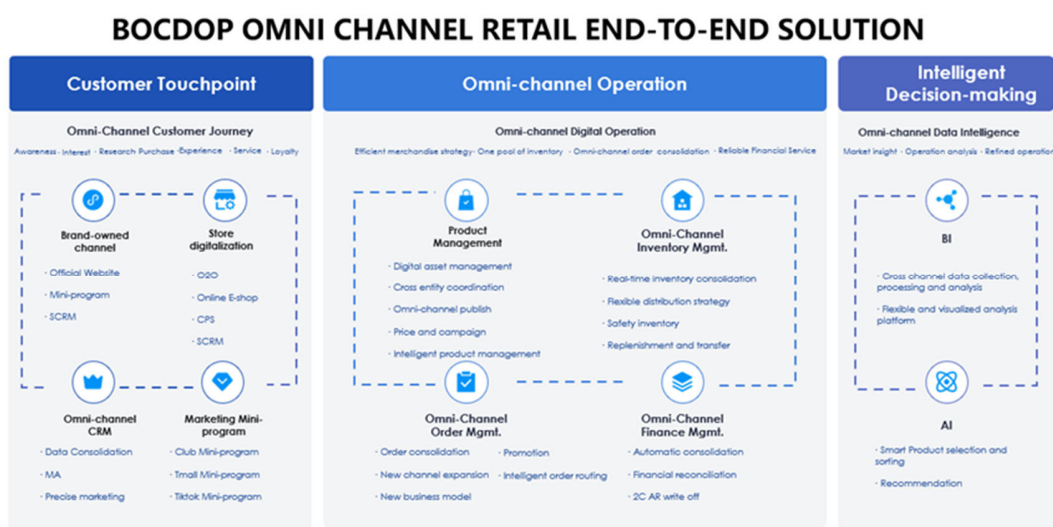 BOCDOP OMNI CHANNEL RETAIL END-TO-END SOLUTION
Customer Touchpoint
Omni-Channel Customer Journey
Awareness · Interest · Research · Purchase · Experience · Service · Loyalty
Brand-owned
channel
· Official Website
· Mini-program
· SCRM
Store
digitalization
· O2O
· Online E-shop
· CPS
· SCRM
Omni-channel
CRM
· Data Consolidation
· MA
· Precise marketing
Marketing Mini-
program
· Club Mini-program
· Tmall Mini-program
· Tiktok Mini-program
Omni-channel Operation
Omni-channel Digital Operation
Efficient merchandise strategy · One pool of inventory · Omni-channel order consolidation · Reliable Financial Service
Product
Management
· Digital asset management
· Cross entity coordination
· Omni-channel publish
· Price and campaign
· Intelligent product management
Omni-Channel
Inventory Mgmt.
· Real-time inventory consolidation
· Flexible distribution strategy
· Safety inventory
· Replenishment and transfer
Omni-Channel
Order Mgmt.
· Order consolidation
· New channel expansion
· New business model
· Promotion
· Intelligent order routing
Omni-Channel
Finance Mgmt.
· Automatic consolidation
· Financial reconciliation
· 2C AR write off
Intelligent
Decision-making
Omni-channel Data Intelligence
Market insight · Operation analysis · Refined operation
BI
· Cross channel data collection,
processing and analysis
· Flexible and visualized analysis
platform
AI
· Smart Product selection and
sorting
· Recommendation